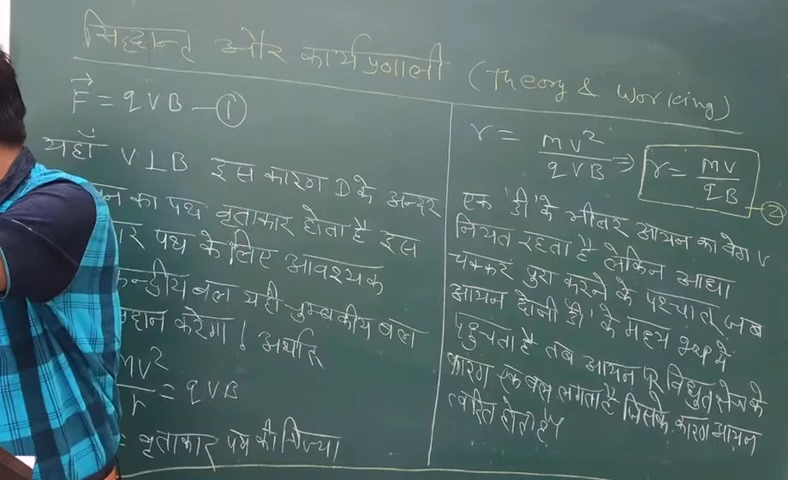 सिद्धान्त और कार्यप्रणाली (Theory & Working)
F⃗ = qVB — ①
यहाँ V⊥B इस कारण D के अन्दर
का पथ वृताकार होता है इस
पथ के लिए आवश्यक
बल यही चुम्बकीय बल
प्रदान करेगा। अर्थात
mv²/r = qVB
= वृताकार पथ की त्रिज्या
r = mv²/qVB ⇒ r = mv/qB — ②
एक 'डी' के भीतर आयन का वेग V
नियत रहता है लेकिन आधा
चक्कर पुरा करने के पश्चात् जब
आयन दोनों 'डी' के मध्य में
पहुचता है तब आयन पर विधुत क्षेत्र के
कारण एक बल लगता है जिसके कारण आयन
त्वरित होता है।